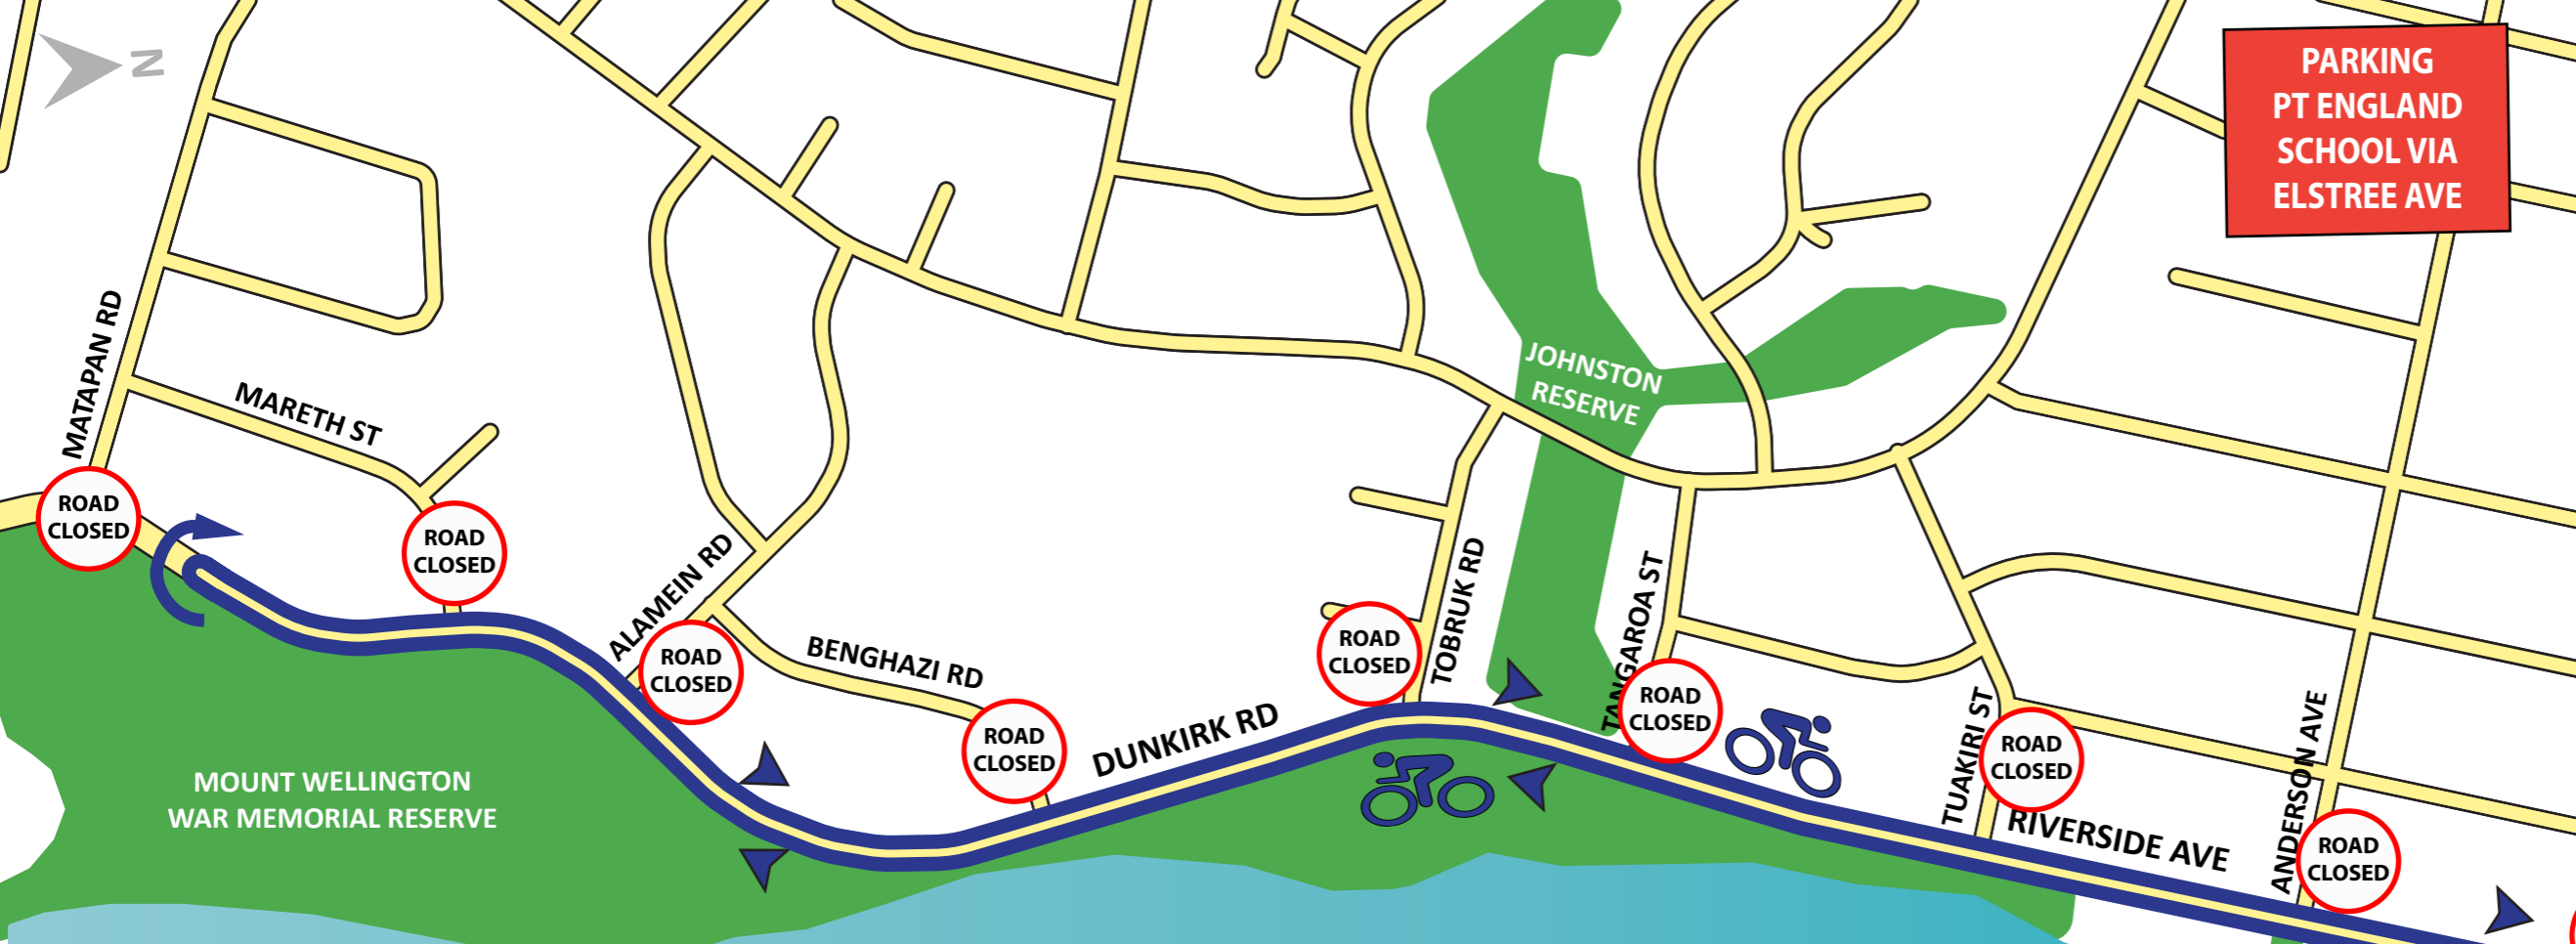 N
PARKING
PT ENGLAND
SCHOOL VIA
ELSTREE AVE
MATAPAN RD
MARETH ST
JOHNSTON
RESERVE
ROAD
CLOSED
ROAD
CLOSED
ALAMEIN RD
ROAD
CLOSED
BENGHAZI RD
ROAD
CLOSED
DUNKIRK RD
ROAD
CLOSED
TOBRUK RD
TANGAROA ST
ROAD
CLOSED
TUAKIRI ST
ROAD
CLOSED
RIVERSIDE AVE
ANDERSON AVE
ROAD
CLOSED
MOUNT WELLINGTON
WAR MEMORIAL RESERVE